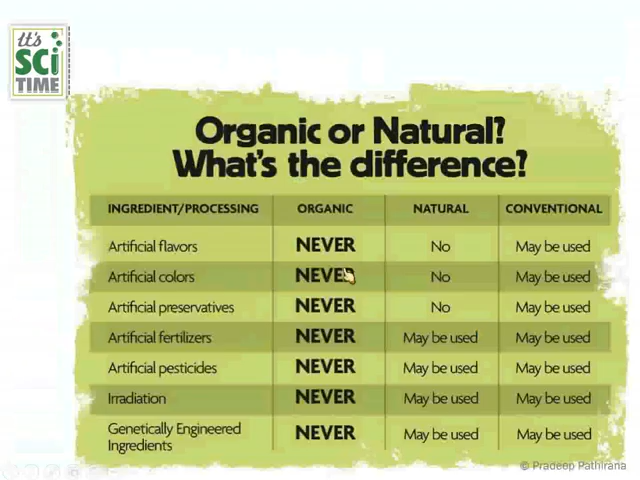 It's
SCi
TIME
Organic or Natural?
What's the difference?
INGREDIENT/PROCESSING ORGANIC NATURAL CONVENTIONAL
Artificial flavors NEVER No May be used
Artificial colors NEVER No May be used
Artificial preservatives NEVER No May be used
Artificial fertilizers NEVER May be used May be used
Artificial pesticides NEVER May be used May be used
Irradiation NEVER May be used May be used
Genetically Engineered
Ingredients NEVER May be used May be used
© Pradeep Pathirana